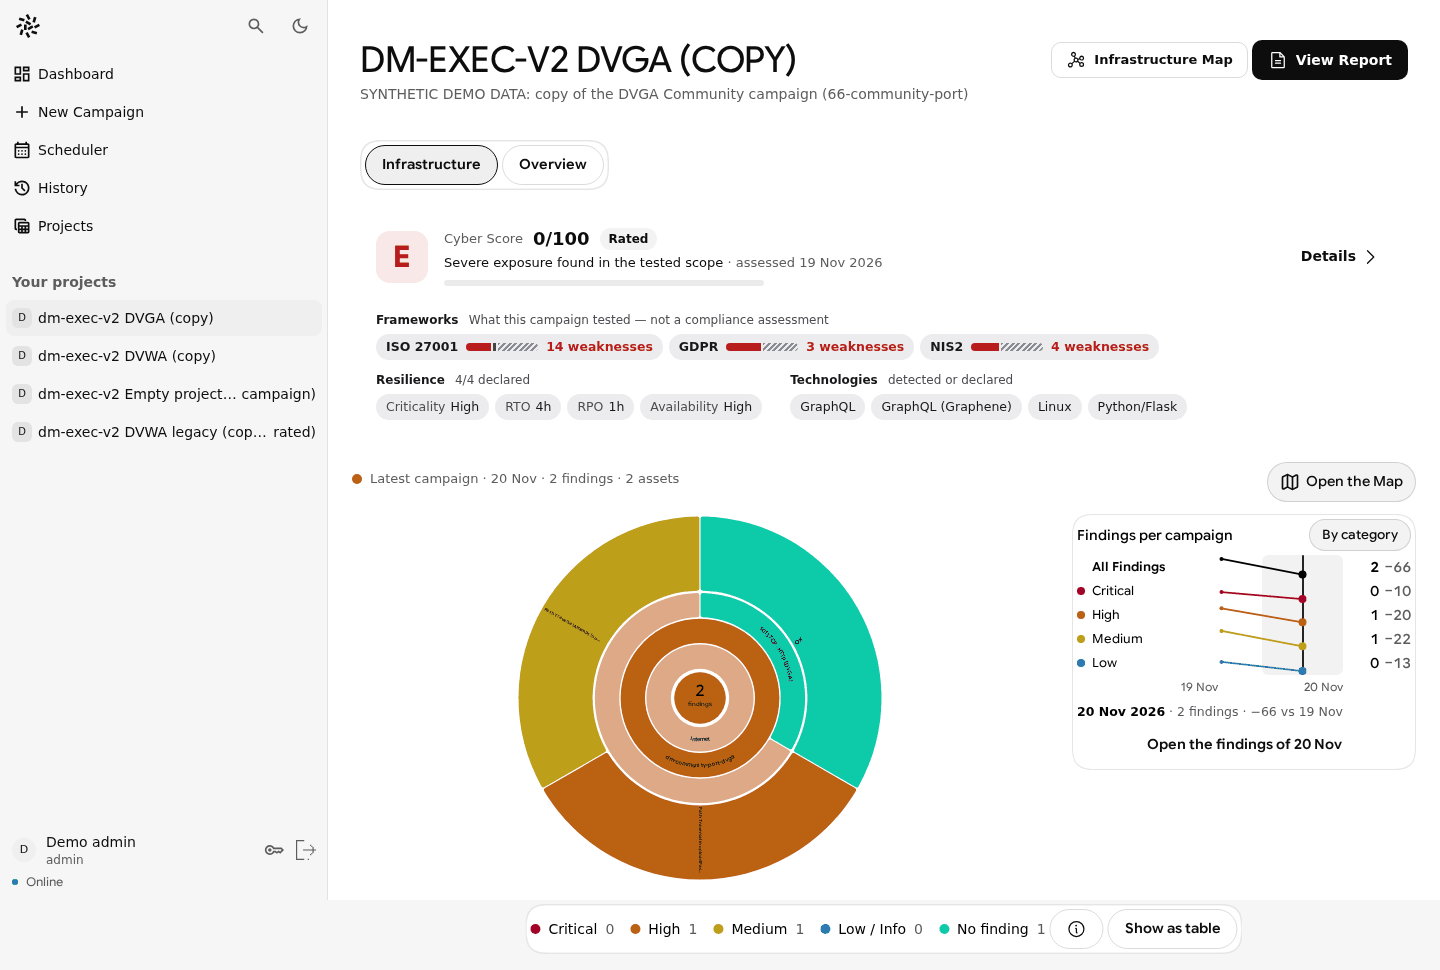 Dashboard
New Campaign
Scheduler
History
Projects
Your projects
D dm-exec-v2 DVGA (copy)
D dm-exec-v2 DVWA (copy)
D dm-exec-v2 Empty project… campaign)
D dm-exec-v2 DVWA legacy (cop… rated)
D Demo admin
admin
Online
DM-EXEC-V2 DVGA (COPY)
SYNTHETIC DEMO DATA: copy of the DVGA Community campaign (66-community-port)
Infrastructure Map
View Report
Infrastructure
Overview
E
Cyber Score 0/100 Rated
Severe exposure found in the tested scope · assessed 19 Nov 2026
Details
Frameworks What this campaign tested — not a compliance assessment
ISO 27001 14 weaknesses
GDPR 3 weaknesses
NIS2 4 weaknesses
Resilience 4/4 declared
Criticality High
RTO 4h
RPO 1h
Availability High
Technologies detected or declared
GraphQL
GraphQL (Graphene)
Linux
Python/Flask
Latest campaign · 20 Nov · 2 findings · 2 assets
Open the Map
2
findings
Internet
Findings per campaign
By category
All Findings 2 −66
Critical 0 −10
High 1 −20
Medium 1 −22
Low 0 −13
19 Nov 20 Nov
20 Nov 2026 · 2 findings · −66 vs 19 Nov
Open the findings of 20 Nov
Critical 0
High 1
Medium 1
Low / Info 0
No finding 1
Show as table